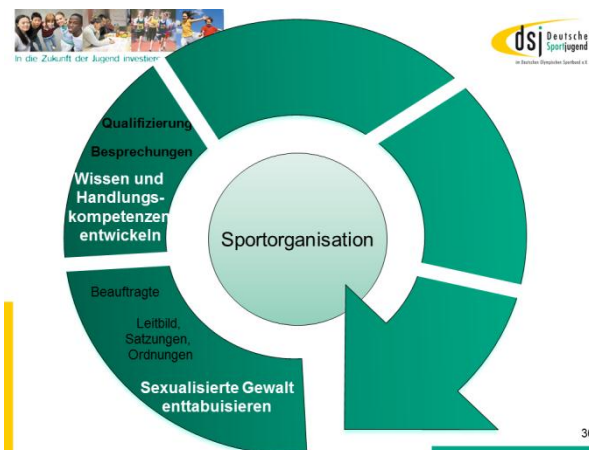 In die Zukunft der Jugend investieren
dsj Deutsche
Sportjugend
im Deutschen Olympischen Sportbund e.V.
Qualifizierung
Besprechungen
Wissen und
Handlungs-
kompetenzen
entwickeln
Sportorganisation
Beauftragte
Leitbild,
Satzungen,
Ordnungen
Sexualisierte Gewalt
enttabuisieren